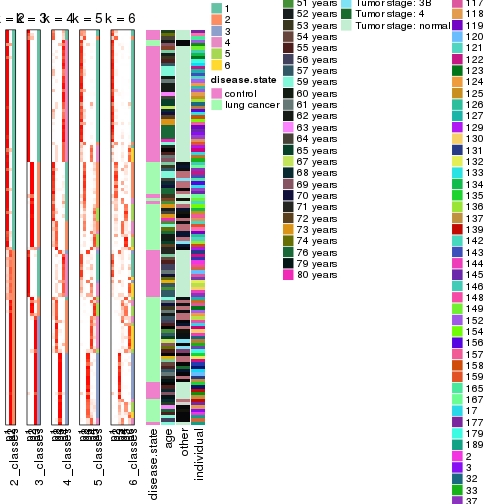 k = 2
k = 3
k = 4
k = 5
k = 6
1
2
3
4
5
6
disease.state
control
lung cancer
51 years
52 years
53 years
54 years
55 years
56 years
57 years
59 years
60 years
61 years
62 years
63 years
64 years
65 years
67 years
68 years
69 years
70 years
71 years
72 years
73 years
74 years
76 years
79 years
80 years
Tumor stage: 3B
Tumor stage: 4
Tumor stage: normal
117
118
119
120
121
122
123
124
125
126
127
129
130
131
132
133
134
135
136
137
139
142
143
144
145
146
148
149
152
154
156
157
158
159
165
167
17
177
179
189
2
3
32
33
37
2_classes
3_classes
4_classes
5_classes
6_classes
disease.state
age
other
individual